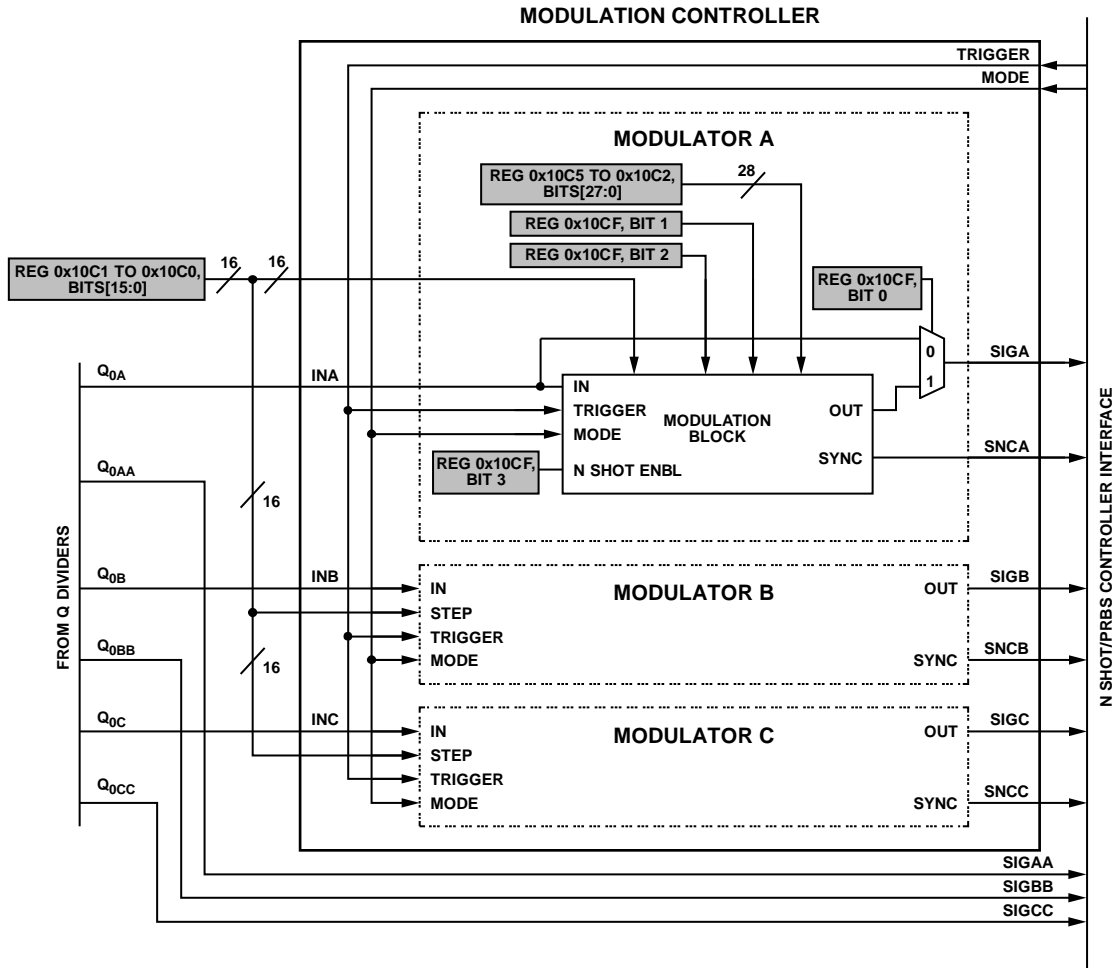 MODULATION CONTROLLER
TRIGGER
MODE
MODULATOR A
REG 0x10C5 TO 0x10C2,
BITS[27:0]
28
REG 0x10CF, BIT 1
REG 0x10CF, BIT 2
REG 0x10C1 TO 0x10C0,
BITS[15:0]
16
16
REG 0x10CF,
BIT 0
0
1
SIGA
Q0A
INA
IN
TRIGGER
MODE
N SHOT ENBL
MODULATION
BLOCK
OUT
SYNC
SNCA
REG 0x10CF,
BIT 3
Q0AA
16
FROM Q DIVIDERS
Q0B
INB
IN
STEP
TRIGGER
MODE
MODULATOR B
OUT
SIGB
SYNC
SNCB
Q0BB
16
Q0C
INC
IN
STEP
TRIGGER
MODE
MODULATOR C
OUT
SIGC
SYNC
SNCC
Q0CC
SIGAA
SIGBB
SIGCC
N SHOT/PRBS CONTROLLER INTERFACE